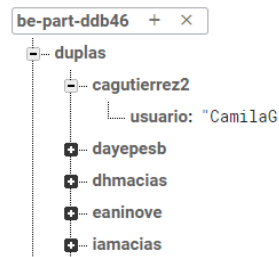 be-part-ddb46 + ×
duplas
cagutierrez2
usuario: "CamilaG
dayepesb
dhmacias
eaninove
iamacias